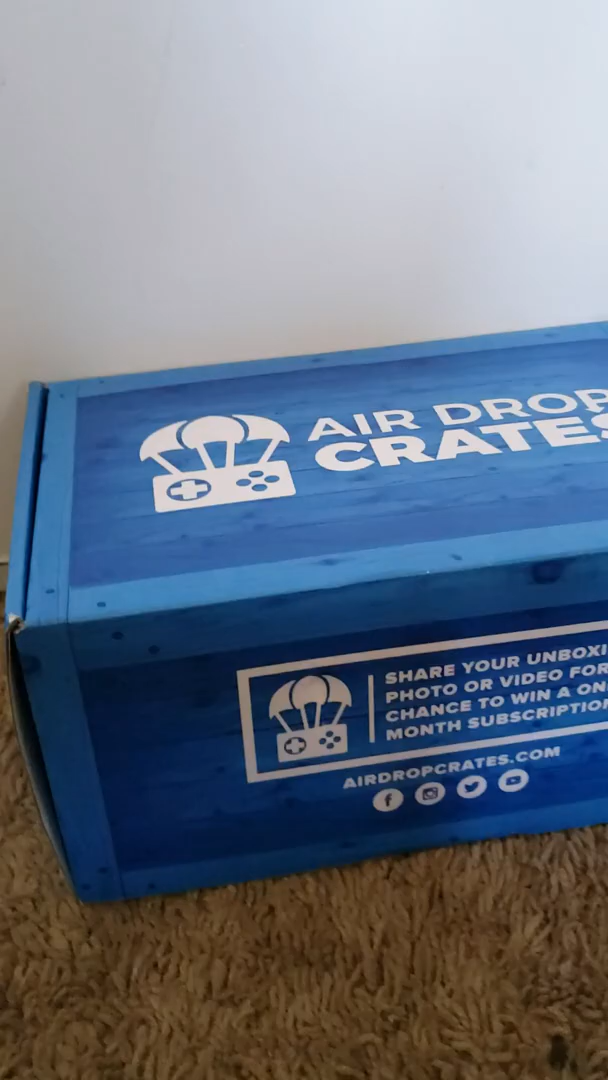 AIR DROP
CRATES
SHARE YOUR UNBOXI
PHOTO OR VIDEO FOR
CHANCE TO WIN A ON
MONTH SUBSCRIPTION
AIRDROPCRATES.COM